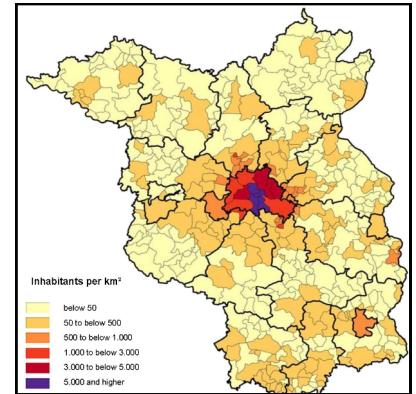 Inhabitants per km²
below 50
50 to below 500
500 to below 1.000
1.000 to below 3.000
3.000 to below 5.000
5.000 and higher